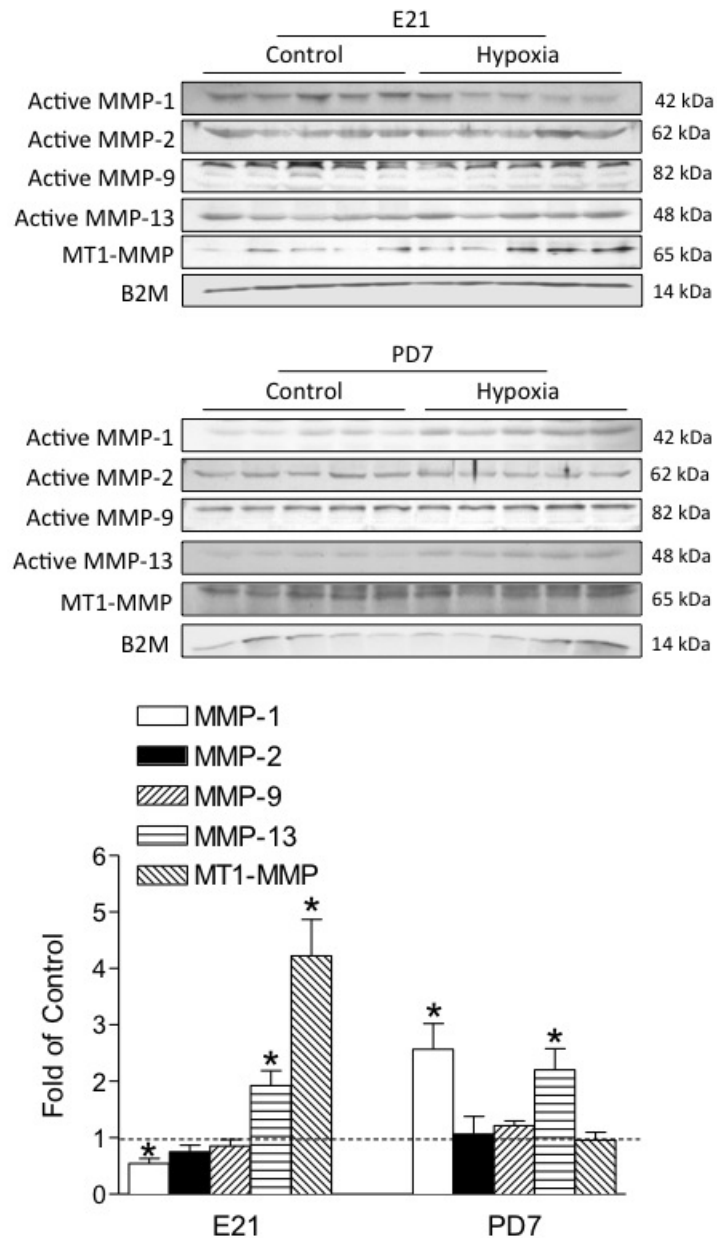 E21
Control Hypoxia
Active MMP-1 42 kDa
Active MMP-2 62 kDa
Active MMP-9 82 kDa
Active MMP-13 48 kDa
MT1-MMP 65 kDa
B2M 14 kDa
PD7
Control Hypoxia
Active MMP-1 42 kDa
Active MMP-2 62 kDa
Active MMP-9 82 kDa
Active MMP-13 48 kDa
MT1-MMP 65 kDa
B2M 14 kDa
MMP-1
MMP-2
MMP-9
MMP-13
MT1-MMP
Fold of Control
6
5
4
3
2
1
0
*
*
*
*
*
E21 PD7